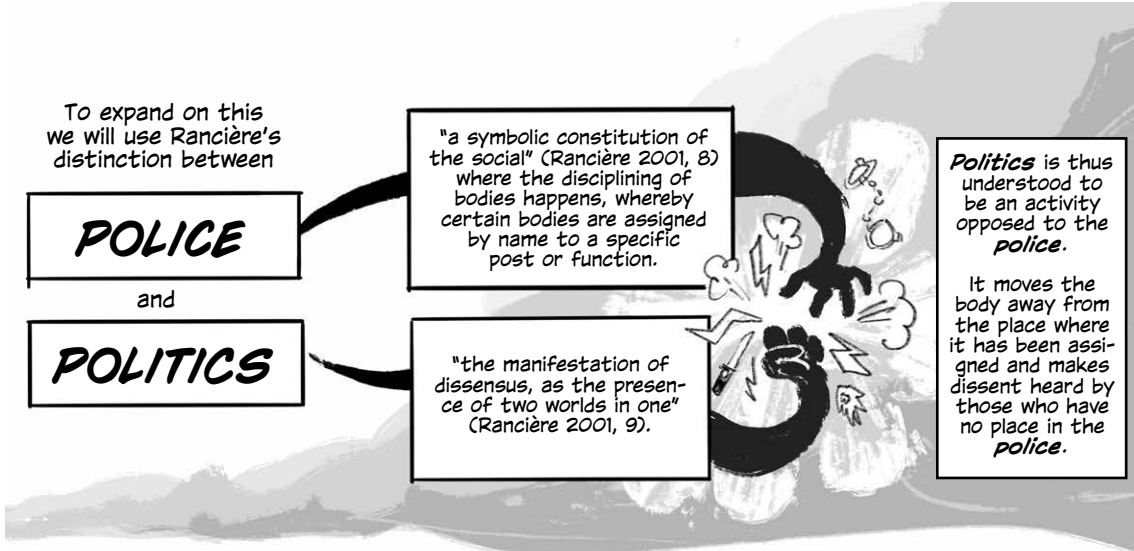 To expand on this
we will use Rancière's
distinction between
POLICE
and
POLITICS
"a symbolic constitution of
the social" (Rancière 2001, 8)
where the disciplining of
bodies happens, whereby
certain bodies are assigned
by name to a specific
post or function.
"the manifestation of
dissensus, as the presen-
ce of two worlds in one"
(Rancière 2001, 9).
Politics is thus
understood to
be an activity
opposed to the
police.
It moves the
body away from
the place where
it has been assi-
gned and makes
dissent heard by
those who have
no place in the
police.